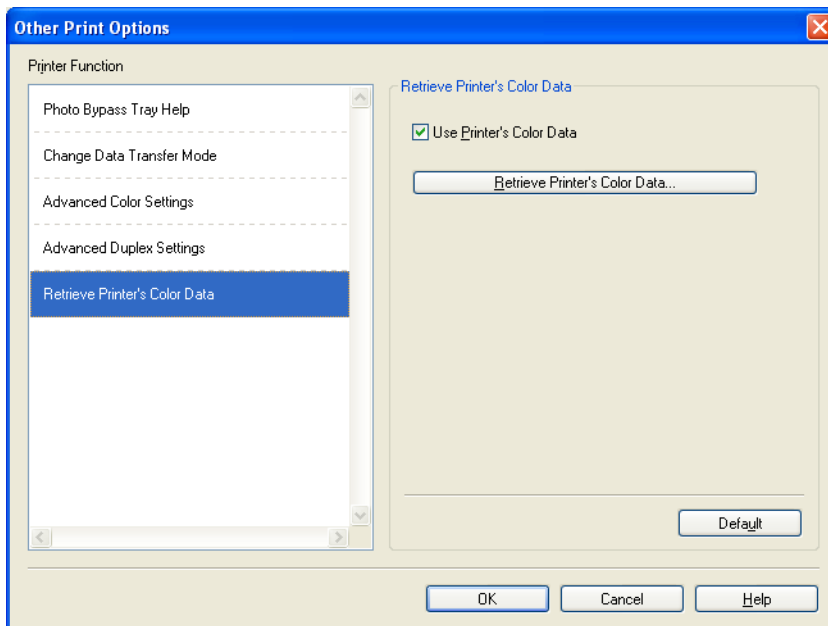 Other Print Options
Printer Function
Photo Bypass Tray Help
Change Data Transfer Mode
Advanced Color Settings
Advanced Duplex Settings
Retrieve Printer's Color Data
Retrieve Printer's Color Data
Use Printer's Color Data
Retrieve Printer's Color Data...
Default
OK Cancel Help